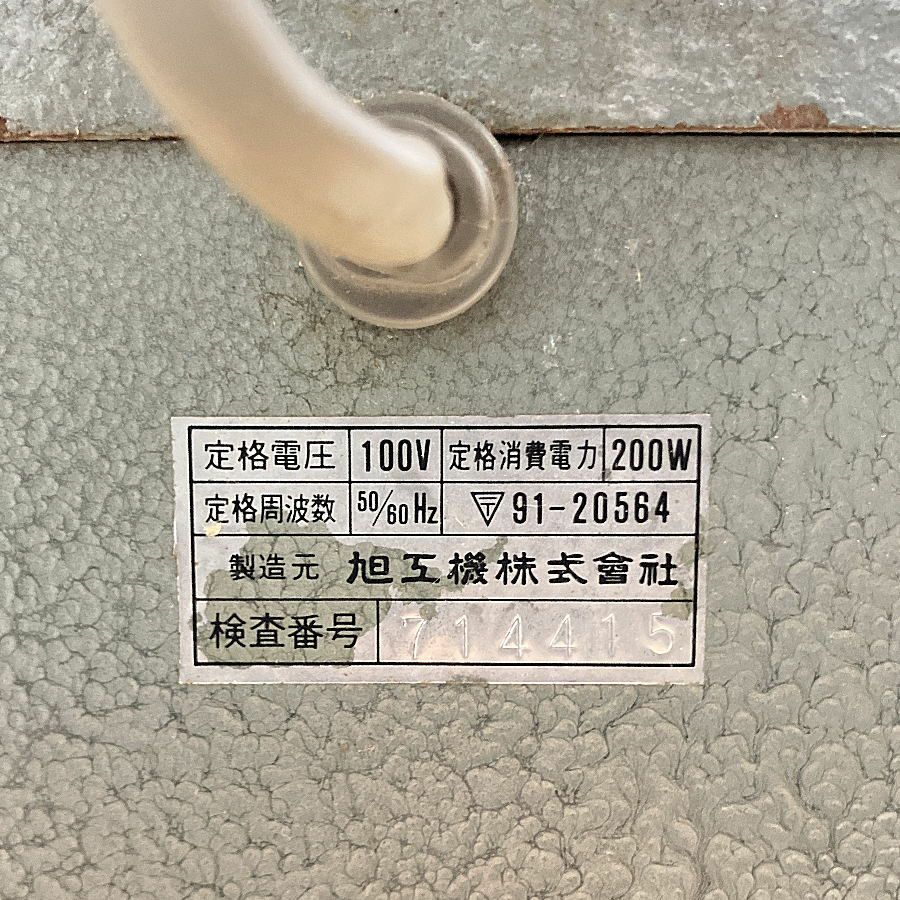 定格電圧 100V 定格消費電力 200W
定格周波数 50/60Hz 〒 91-20564
製造元 旭工機株式會社
検査番号 714415